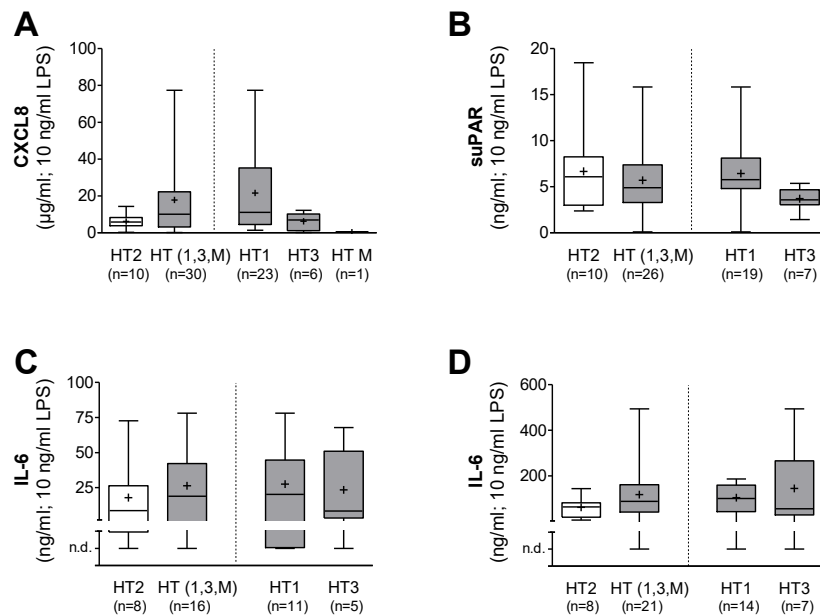 A
CXCL8
(µg/ml; 10 ng/ml LPS)
100
80
60
40
20
0
HT2
(n=10)
HT (1,3,M)
(n=30)
HT1
(n=23)
HT3
(n=6)
HT M
(n=1)
B
suPAR
(ng/ml; 10 ng/ml LPS)
20
15
10
5
0
HT2
(n=10)
HT (1,3,M)
(n=26)
HT1
(n=19)
HT3
(n=7)
C
IL-6
(ng/ml; 10 ng/ml LPS)
100
75
50
25
n.d.
HT2
(n=8)
HT (1,3,M)
(n=16)
HT1
(n=11)
HT3
(n=5)
D
IL-6
(ng/ml; 10 ng/ml LPS)
600
400
200
n.d.
HT2
(n=8)
HT (1,3,M)
(n=21)
HT1
(n=14)
HT3
(n=7)